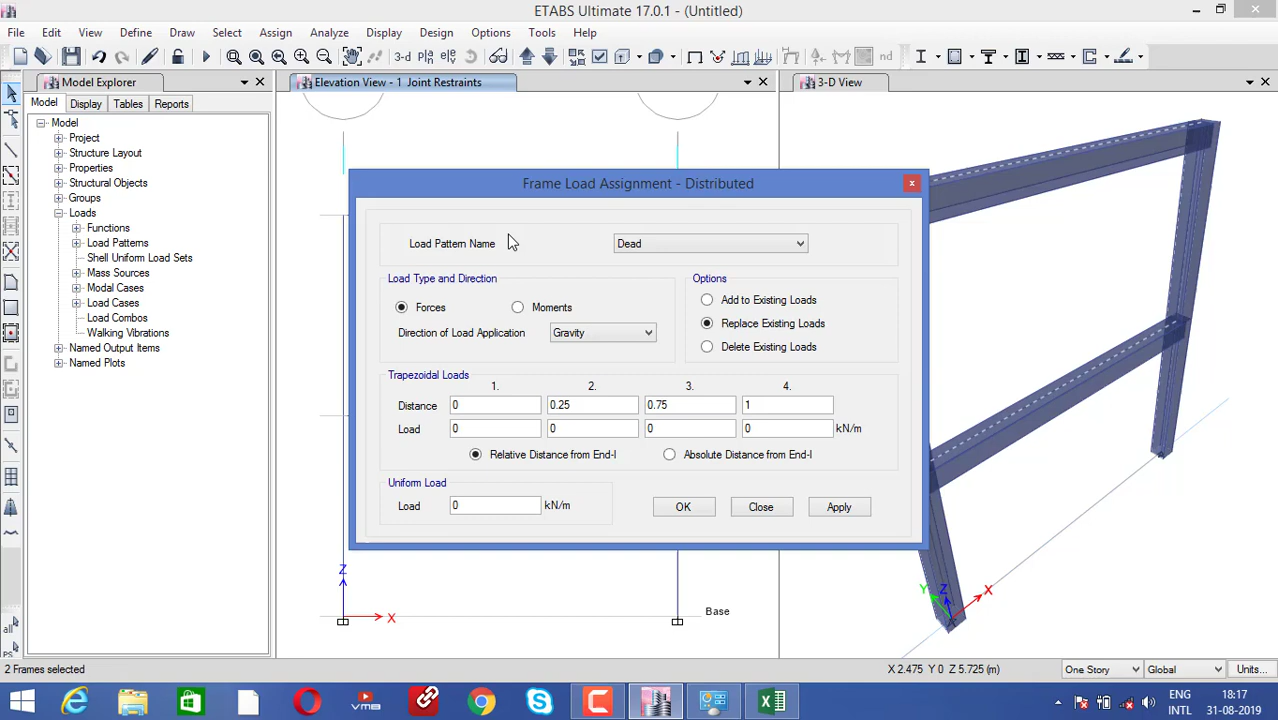 ETABS Ultimate 17.0.1 - (Untitled)
File Edit View Define Draw Select Assign Analyze Display Design Options Tools Help
3-d pla ele nd
Model Explorer
Elevation View - 1 Joint Restraints
3-D View
Model Display Tables Reports
Model
Project
Structure Layout
Properties
Structural Objects
Groups
Loads
Functions
Load Patterns
Shell Uniform Load Sets
Mass Sources
Modal Cases
Load Cases
Load Combos
Walking Vibrations
Named Output Items
Named Plots
Frame Load Assignment - Distributed
x
Load Pattern Name Dead
Load Type and Direction
Forces Moments
Direction of Load Application Gravity
Options
Add to Existing Loads
Replace Existing Loads
Delete Existing Loads
Trapezoidal Loads
1. 2. 3. 4.
Distance 0 0.25 0.75 1
Load 0 0 0 0 kN/m
Relative Distance from End-I Absolute Distance from End-I
Uniform Load
Load 0 kN/m
OK Close Apply
Z
X
Base
Y Z X
all
PS
2 Frames selected
X 2.475 Y 0 Z 5.725 (m)
One Story Global Units...
VMB
ENG
INTL
18:17
31-08-2019